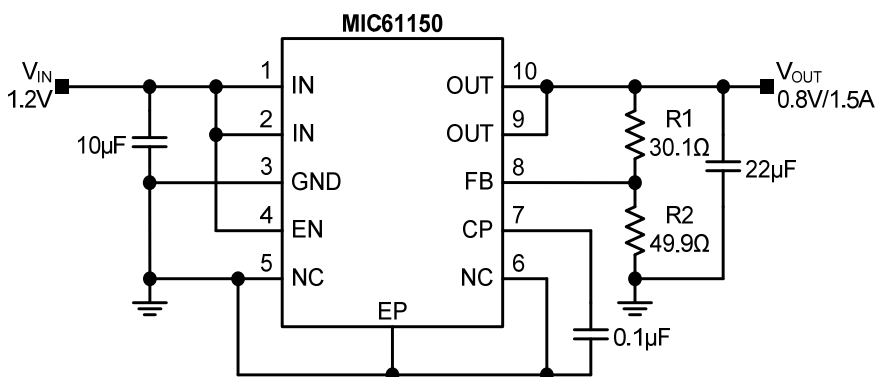 MIC61150
VIN
1.2V
10µF
1
2
3
4
5
IN
IN
GND
EN
NC
EP
OUT
OUT
FB
CP
NC
10
9
8
7
6
R1
30.1Ω
R2
49.9Ω
22µF
0.1µF
VOUT
0.8V/1.5A